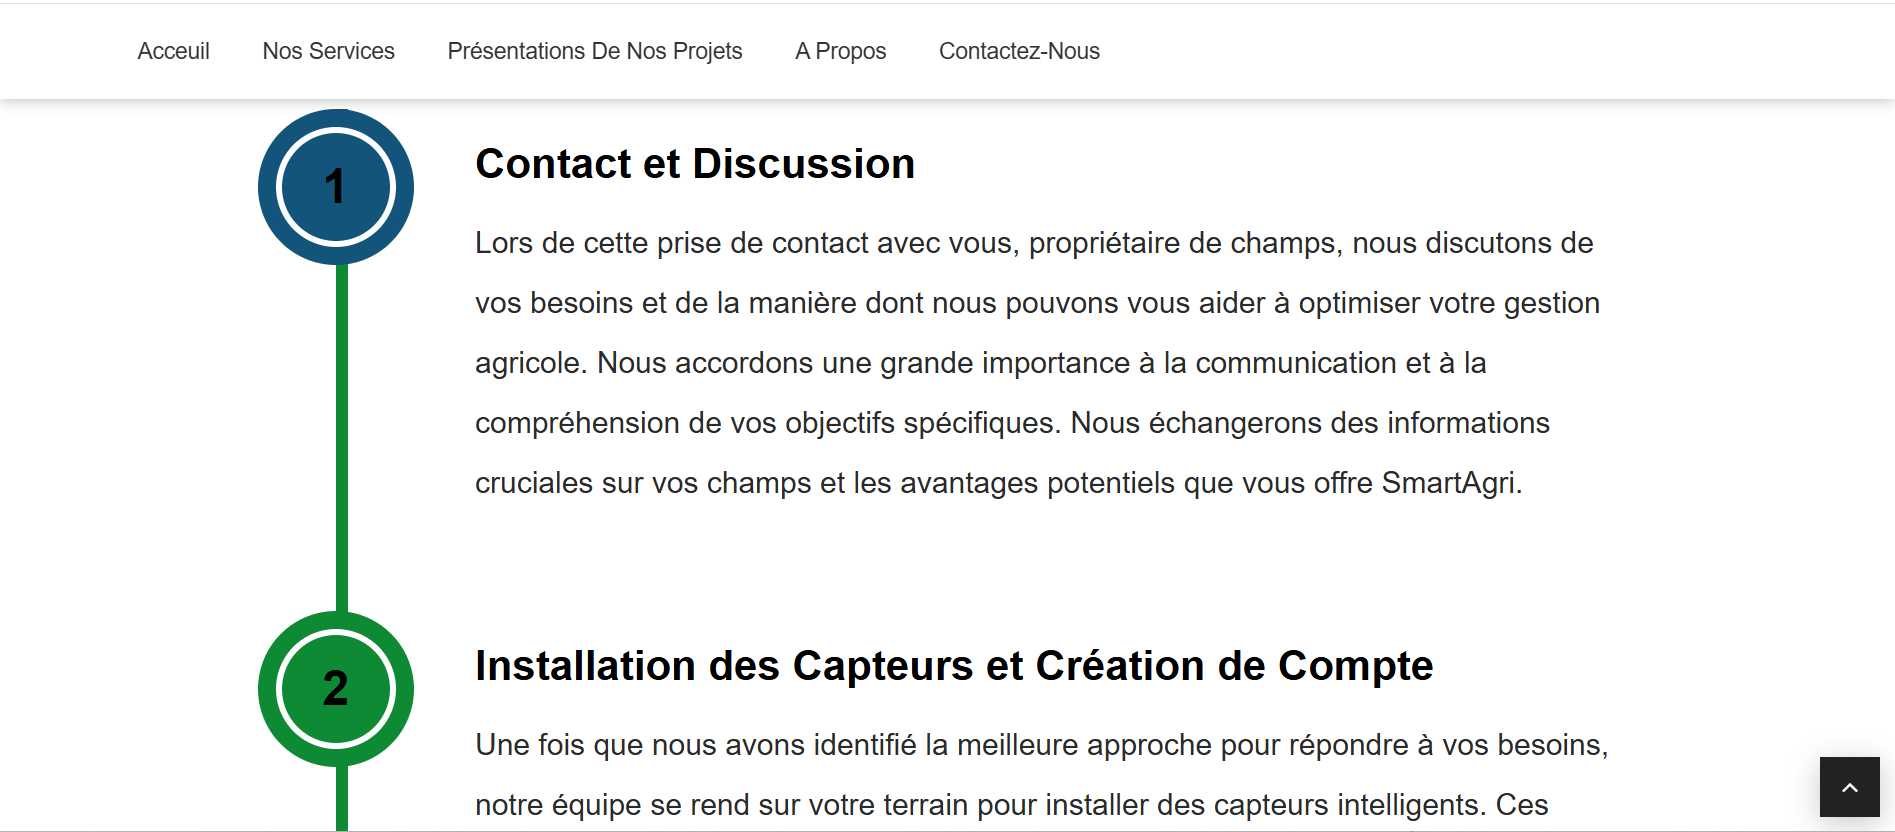 Acceuil Nos Services Présentations De Nos Projets A Propos Contactez-Nous
1
Contact et Discussion
Lors de cette prise de contact avec vous, propriétaire de champs, nous discutons de
vos besoins et de la manière dont nous pouvons vous aider à optimiser votre gestion
agricole. Nous accordons une grande importance à la communication et à la
compréhension de vos objectifs spécifiques. Nous échangerons des informations
cruciales sur vos champs et les avantages potentiels que vous offre SmartAgri.
2
Installation des Capteurs et Création de Compte
Une fois que nous avons identifié la meilleure approche pour répondre à vos besoins,
notre équipe se rend sur votre terrain pour installer des capteurs intelligents. Ces